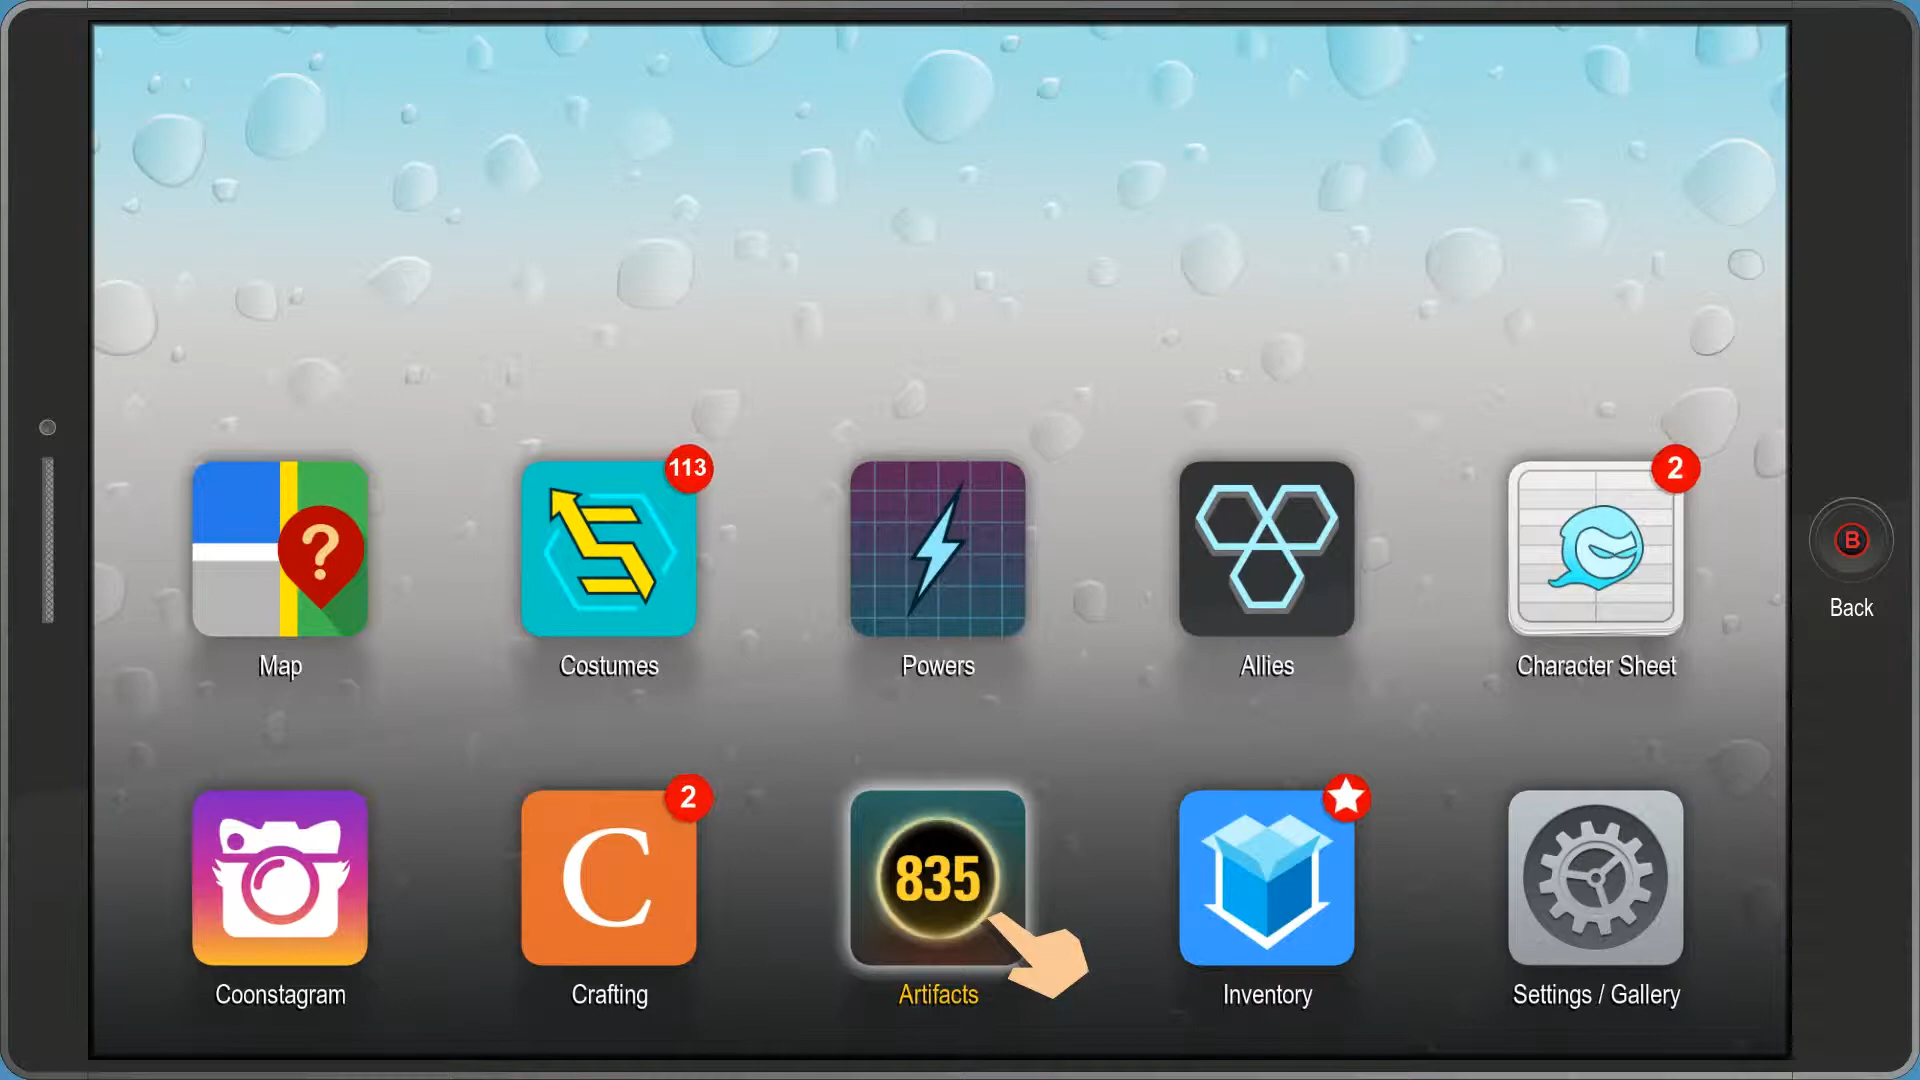 113
2
?
Map
Costumes
Powers
Allies
Character Sheet
B
Back
2
C
835
Coonstagram
Crafting
Artifacts
Inventory
Settings / Gallery